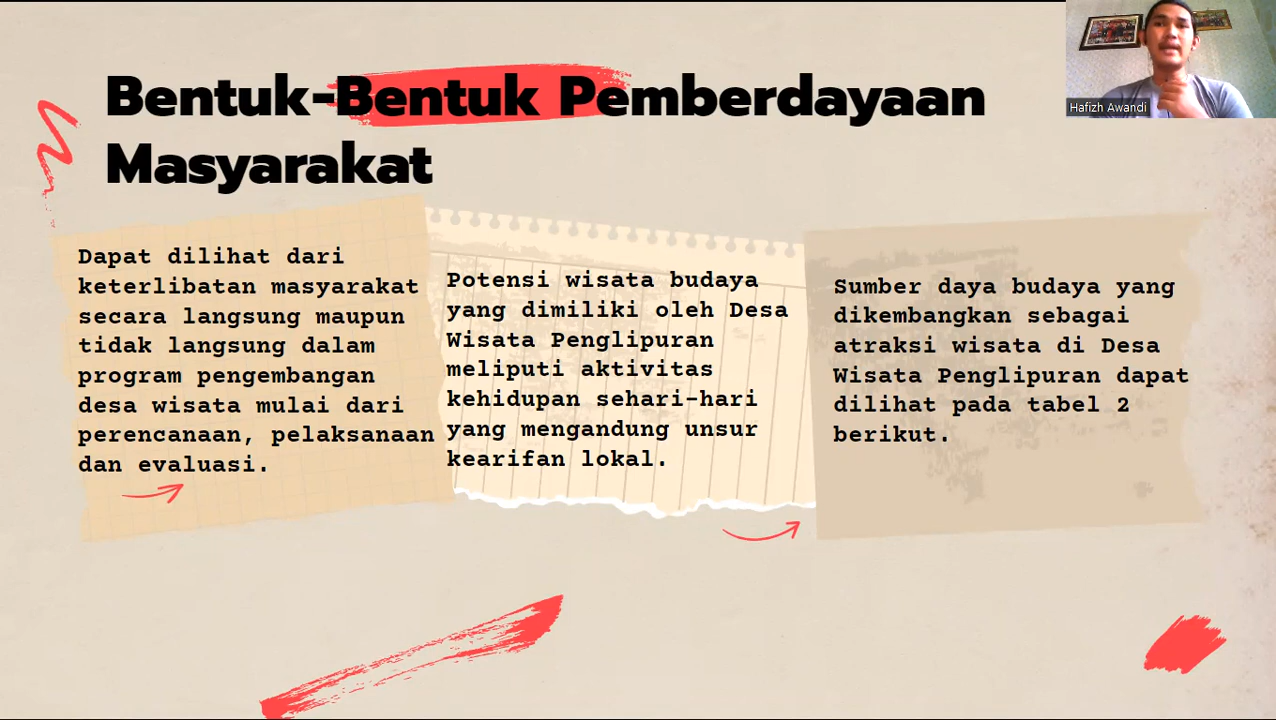 Bentuk-Bentuk Pemberdayaan
Masyarakat
Hafizh Awandi
Dapat dilihat dari
keterlibatan masyarakat
secara langsung maupun
tidak langsung dalam
program pengembangan
desa wisata mulai dari
perencanaan, pelaksanaan
dan evaluasi.
Potensi wisata budaya
yang dimiliki oleh Desa
Wisata Penglipuran
meliputi aktivitas
kehidupan sehari-hari
yang mengandung unsur
kearifan lokal.
Sumber daya budaya yang
dikembangkan sebagai
atraksi wisata di Desa
Wisata Penglipuran dapat
dilihat pada tabel 2
berikut.